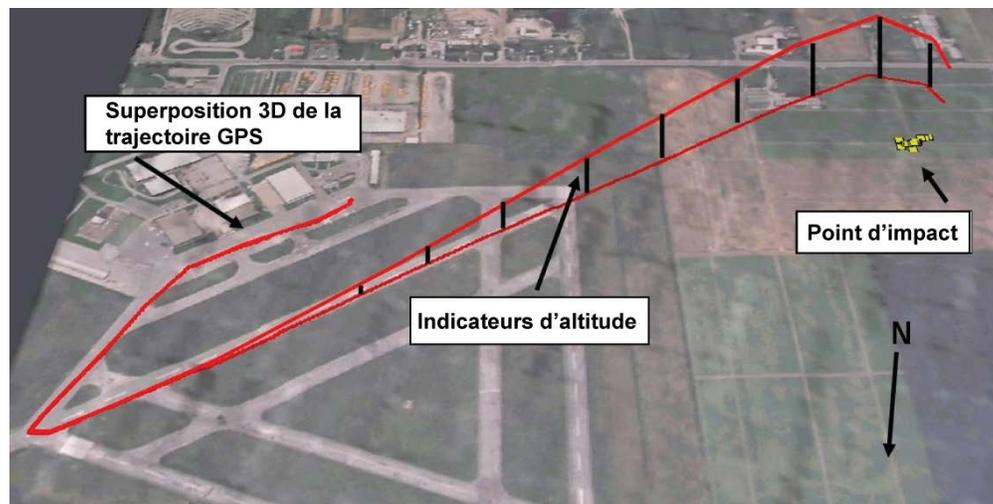 Superposition 3D de la
trajectoire GPS
Point d'impact
Indicateurs d'altitude
N